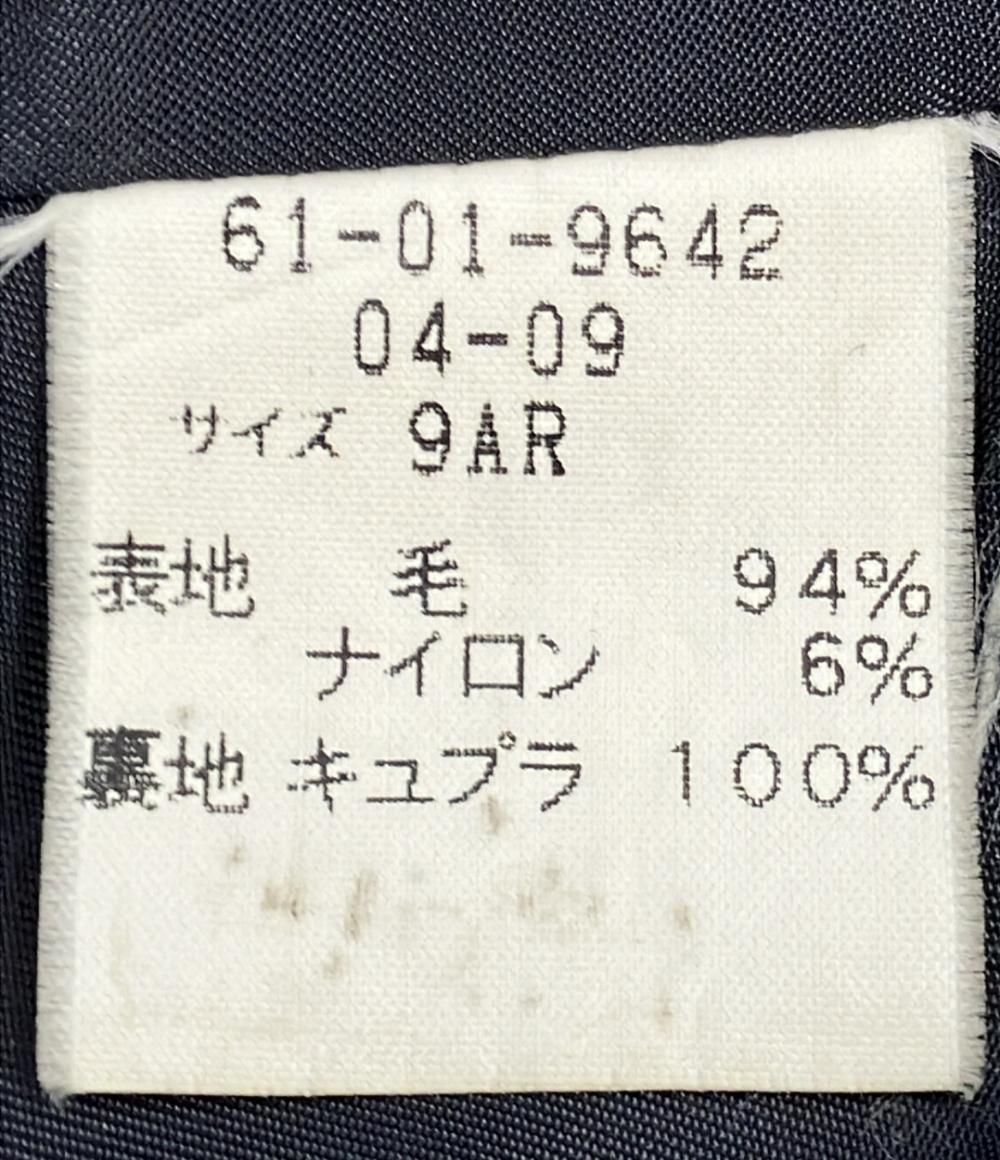 61-01-9642
04-09
サイズ 9AR
表地 毛 94%
ナイロン 6%
裏地 キュプラ 100%